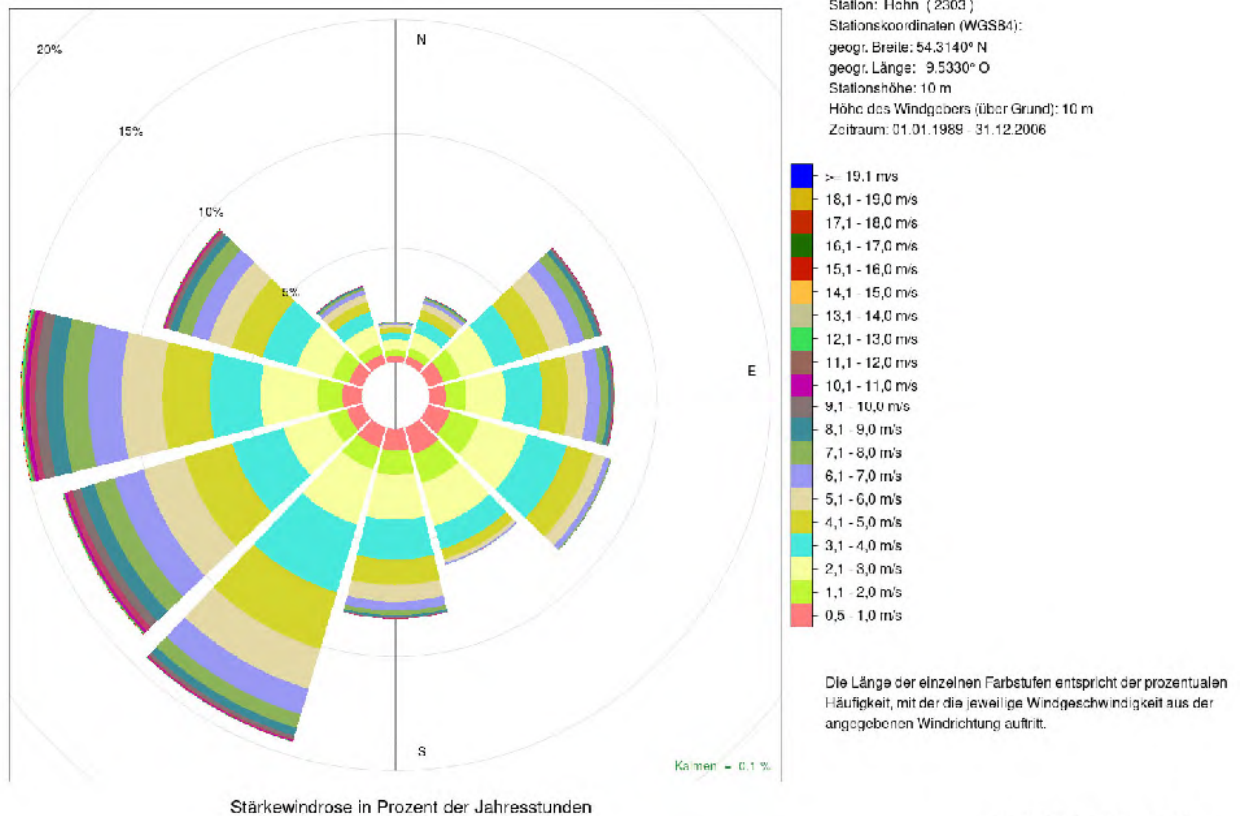 Station: Hohn ( 2303 )
Stationskoordinaten (WGS84):
geogr. Breite: 54.3140° N
geogr. Länge: 9.5330° O
Stationshöhe: 10 m
Höhe des Windgebers (über Grund): 10 m
Zeitraum: 01.01.1989 - 31.12.2006
N
20%
15%
10%
5%
E
S
Kalmen = 0.1 %
>= 19.1 m/s
18,1 - 19,0 m/s
17,1 - 18,0 m/s
16,1 - 17,0 m/s
15,1 - 16,0 m/s
14,1 - 15,0 m/s
13,1 - 14,0 m/s
12,1 - 13,0 m/s
11,1 - 12,0 m/s
10,1 - 11,0 m/s
9,1 - 10,0 m/s
8,1 - 9,0 m/s
7,1 - 8,0 m/s
6,1 - 7,0 m/s
5,1 - 6,0 m/s
4,1 - 5,0 m/s
3,1 - 4,0 m/s
2,1 - 3,0 m/s
1,1 - 2,0 m/s
0,5 - 1,0 m/s
Die Länge der einzelnen Farbstufen entspricht der prozentualen
Häufigkeit, mit der die jeweilige Windgeschwindigkeit aus der
angegebenen Windrichtung auftritt.
Stärkewindrose in Prozent der Jahresstunden